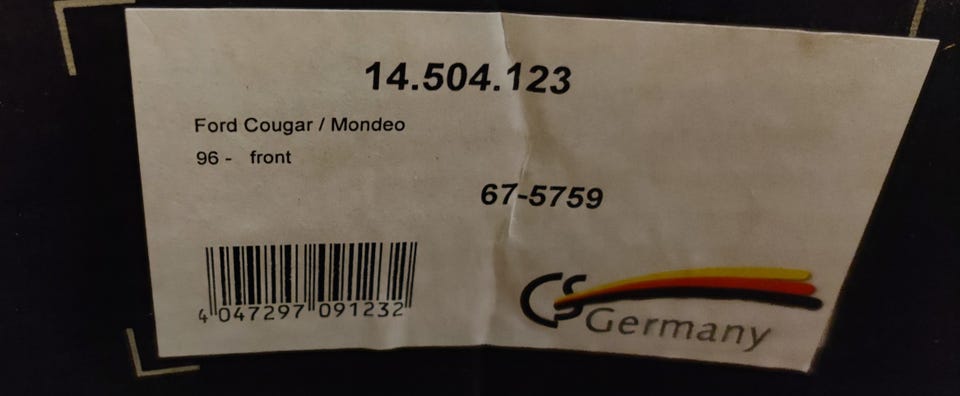 14.504.123
Ford Cougar / Mondeo
96 - front
67-5759
4 047297 091232
CS Germany